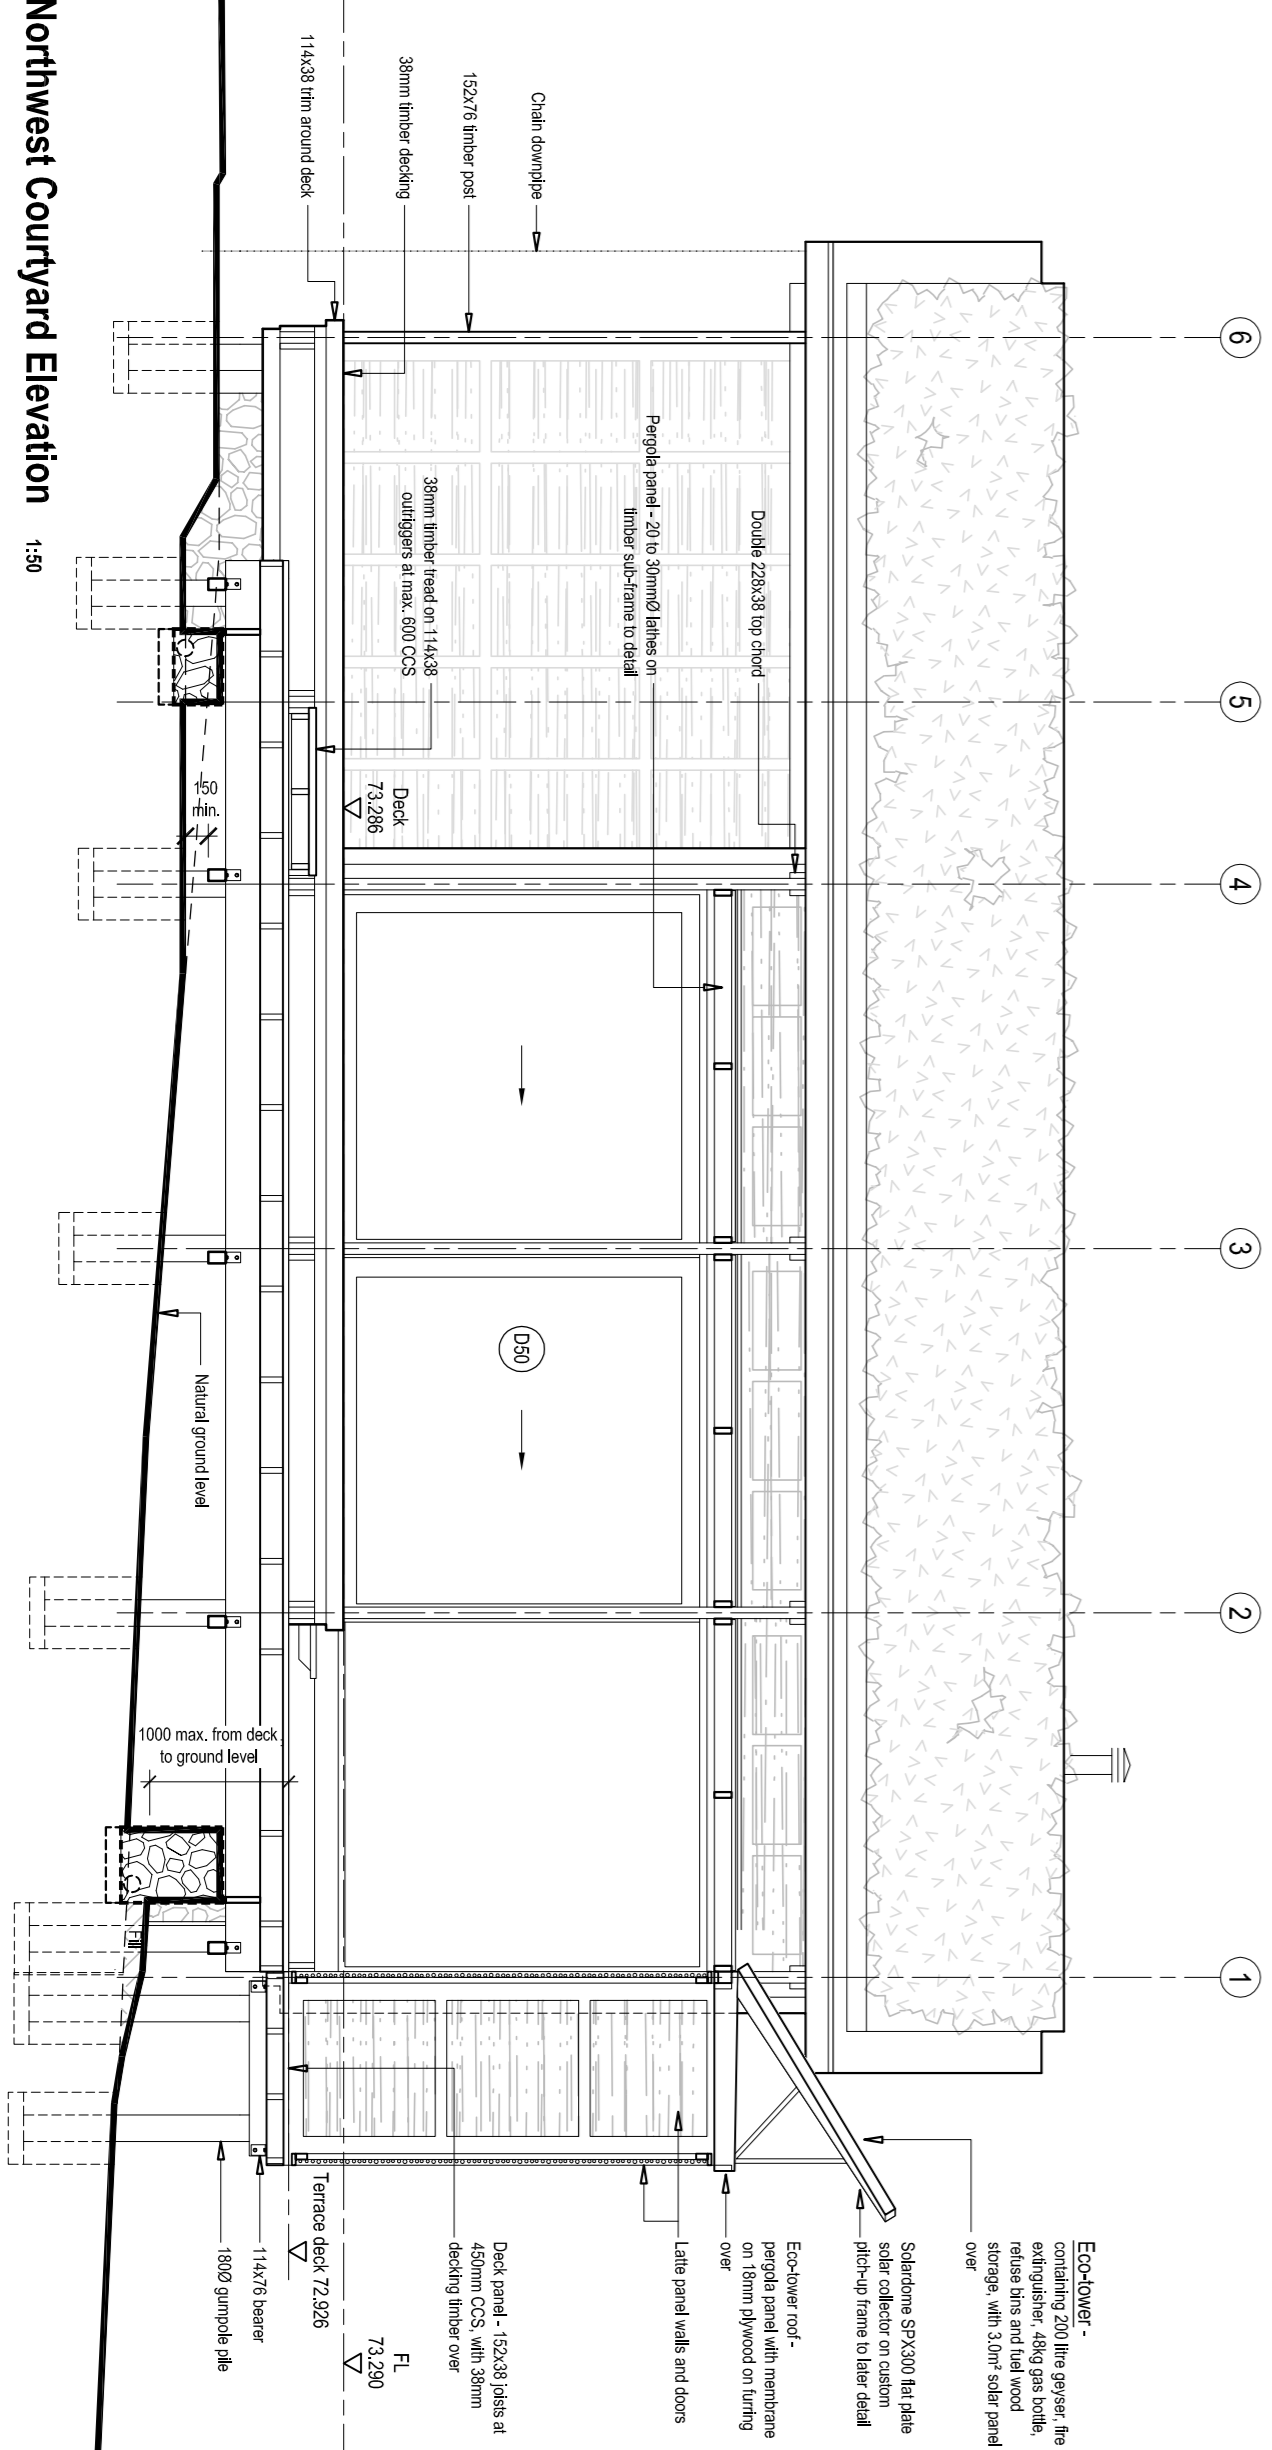 6
5
4
3
2
1
Chain downpipe
152x76 timber post
38mm timber decking
114x38 trim around deck
Double 228x38 top chord
Pergola panel - 20 to 30mmØ lathes on
timber sub-frame to detail
38mm timber tread on 114x38
outriggers at max. 600 CCS
Deck
73.286
150
min.
D50
Natural ground level
1000 max. from deck
to ground level
Fill
Eco-tower -
containing 200 litre geyser, fire
extinguisher, 48kg gas bottle,
refuse bins and fuel wood
storage, with 3.0m² solar panel
over
Solardome SPX300 flat plate
solar collector on custom
pitch-up frame to later detail
Eco-tower roof -
pergola panel with membrane
on 18mm plywood on furring
over
Latte panel walls and doors
Deck panel - 152x38 joists at
450mm CCS, with 38mm
decking timber over
FL
73.290
Terrace deck 72.926
114x76 bearer
180Ø gumpole pile
Northwest Courtyard Elevation 1:50